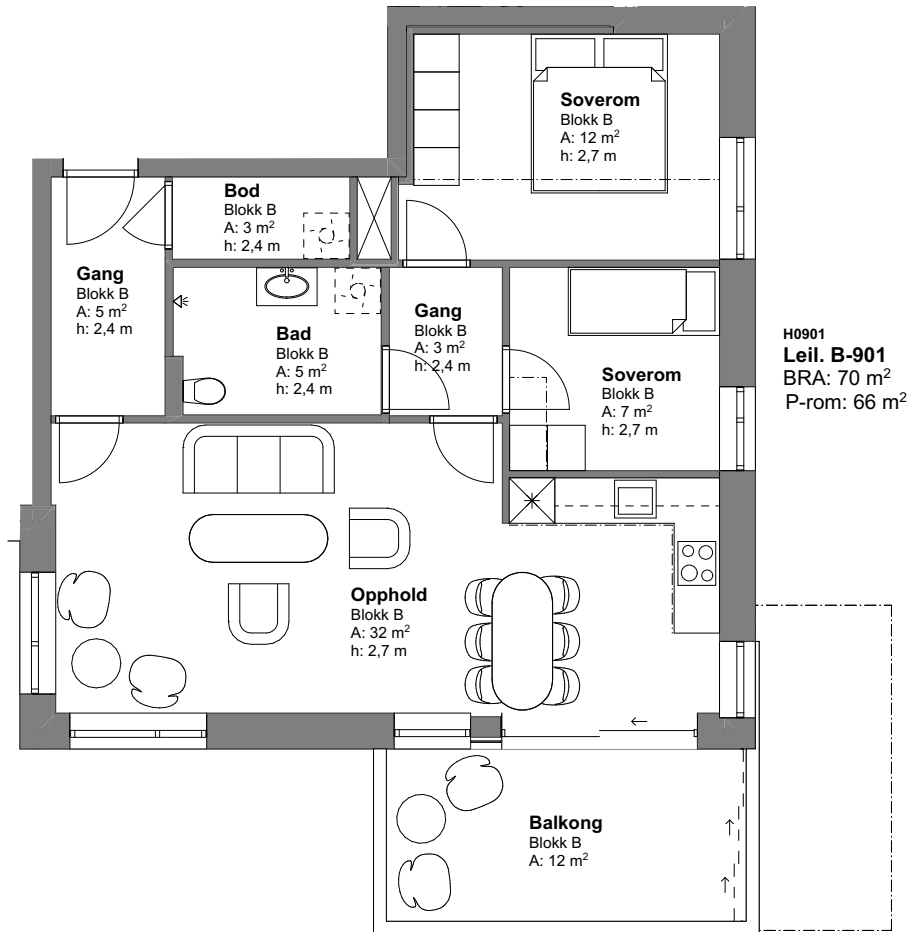 Soverom
Blokk B
A: 12 m²
h: 2,7 m
Bod
Blokk B
A: 3 m²
h: 2,4 m
Gang
Blokk B
A: 5 m²
h: 2,4 m
Bad
Blokk B
A: 5 m²
h: 2,4 m
Gang
Blokk B
A: 3 m²
h: 2,4 m
Soverom
Blokk B
A: 7 m²
h: 2,7 m
H0901
Leil. B-901
BRA: 70 m²
P-rom: 66 m²
Opphold
Blokk B
A: 32 m²
h: 2,7 m
Balkong
Blokk B
A: 12 m²